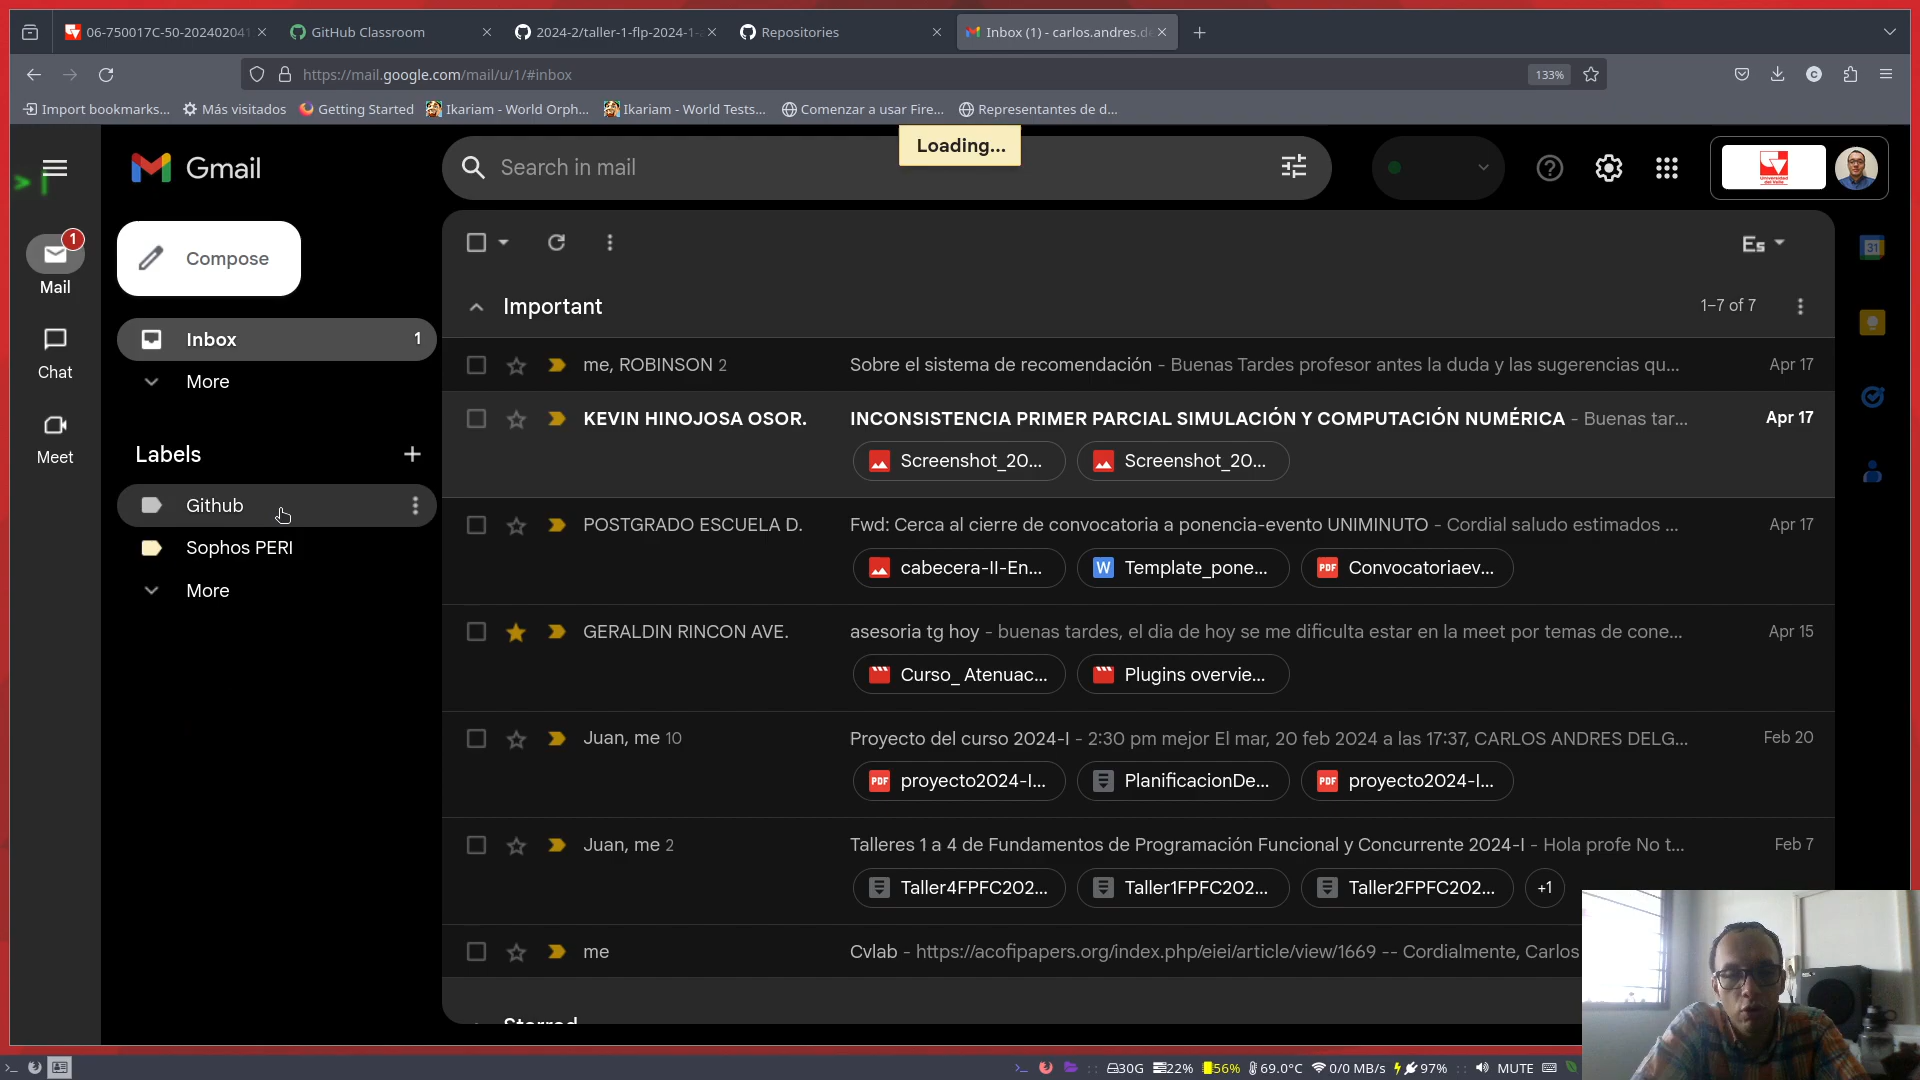 06-750017C-50-202402041
GitHub Classroom
2024-2/taller-1-flp-2024-1-
Repositories
Inbox (1) - carlos.andres.de
https://mail.google.com/mail/u/1/#inbox
133%
Import bookmarks...
Más visitados
Getting Started
Ikariam - World Orph...
Ikariam - World Tests...
Comenzar a usar Fire...
Representantes de d...
Loading...
Gmail
Search in mail
1
Mail
Chat
Meet
Compose
Inbox 1
More
Labels
Github
Sophos PERI
More
Es
Important
1–7 of 7
me, ROBINSON 2 Sobre el sistema de recomendación - Buenas Tardes profesor antes la duda y las sugerencias qu... Apr 17
KEVIN HINOJOSA OSOR. INCONSISTENCIA PRIMER PARCIAL SIMULACIÓN Y COMPUTACIÓN NUMÉRICA - Buenas tar... Apr 17
Screenshot_20... Screenshot_20...
POSTGRADO ESCUELA D. Fwd: Cerca al cierre de convocatoria a ponencia-evento UNIMINUTO - Cordial saludo estimados ... Apr 17
cabecera-II-En... W Template_pone... PDF Convocatoriaev...
GERALDIN RINCON AVE. asesoria tg hoy - buenas tardes, el dia de hoy se me dificulta estar en la meet por temas de cone... Apr 15
Curso_ Atenuac... Plugins overvie...
Juan, me 10 Proyecto del curso 2024-I - 2:30 pm mejor El mar, 20 feb 2024 a las 17:37, CARLOS ANDRES DELG... Feb 20
PDF proyecto2024-I... PlanificacionDe... PDF proyecto2024-I...
Juan, me 2 Talleres 1 a 4 de Fundamentos de Programación Funcional y Concurrente 2024-I - Hola profe No t... Feb 7
Taller4FPFC202... Taller1FPFC202... Taller2FPFC202... +1
me Cvlab - https://acofipapers.org/index.php/eiei/article/view/1669 -- Cordialmente, Carlos
31
30G 22% 56% 69.0°C 0/0 MB/s 97% MUTE